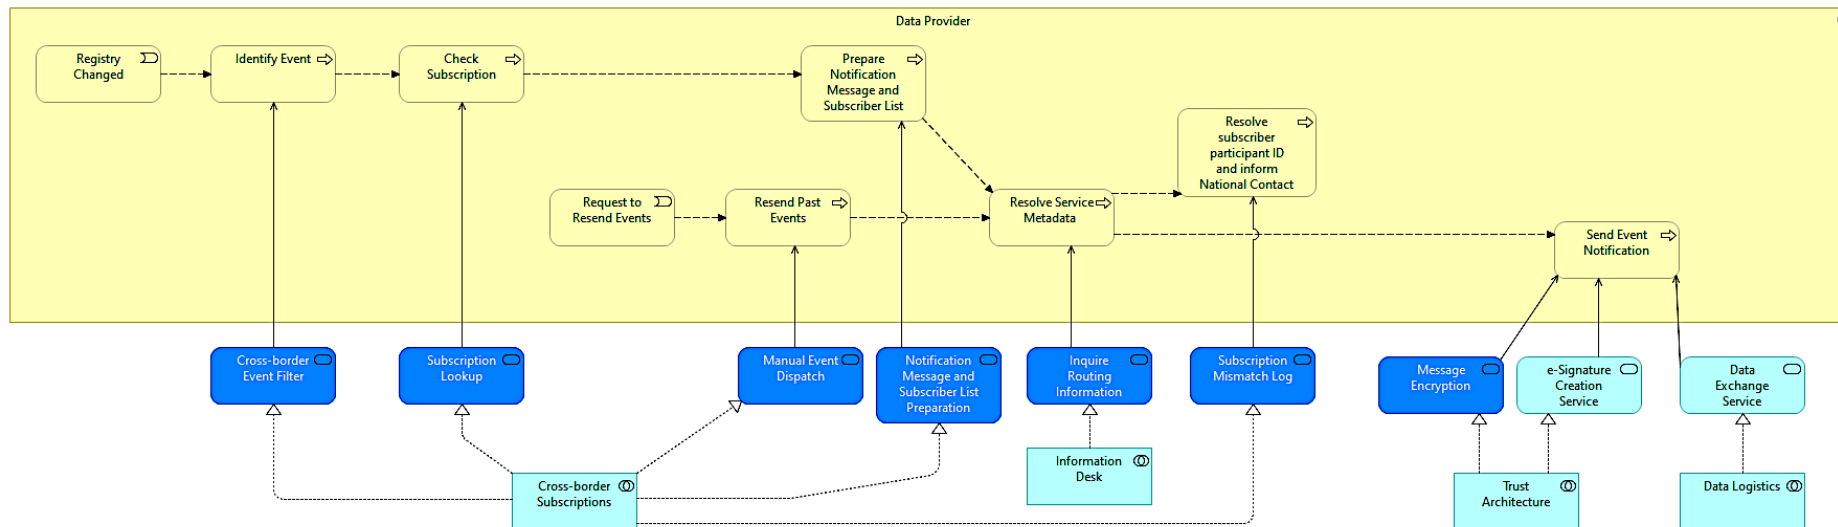 Data Provider
Registry
Changed
Identify Event
Check
Subscription
Prepare
Notification
Message and
Subscriber List
Resolve
subscriber
participant ID
and inform
National Contact
Request to
Resend Events
Resend Past
Events
Resolve Service
Metadata
Send Event
Notification
Cross-border
Event Filter
Subscription
Lookup
Manual Event
Dispatch
Notification
Message and
Subscriber List
Preparation
Inquire
Routing
Information
Subscription
Mismatch Log
Message
Encryption
e-Signature
Creation
Service
Data
Exchange
Service
Cross-border
Subscriptions
Information
Desk
Trust
Architecture
Data Logistics